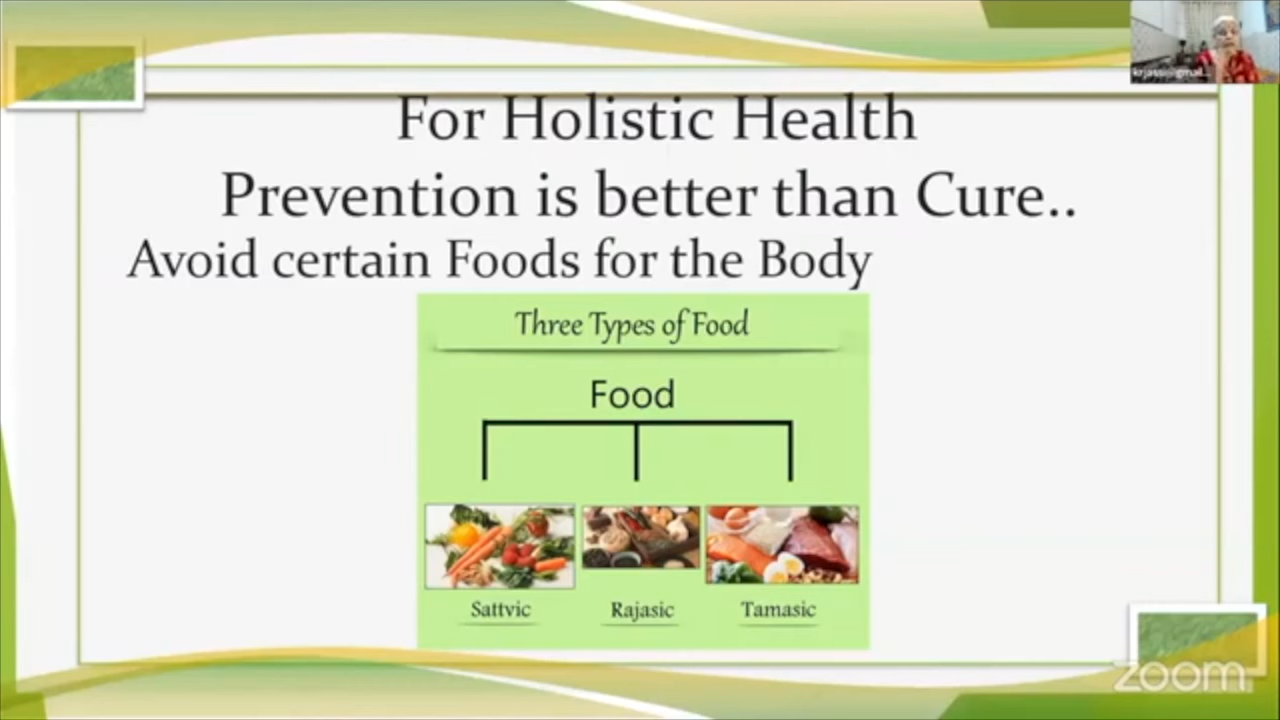 For Holistic Health
Prevention is better than Cure..
Avoid certain Foods for the Body
Three Types of Food
Food
Sattvic Rajasic Tamasic
zoom